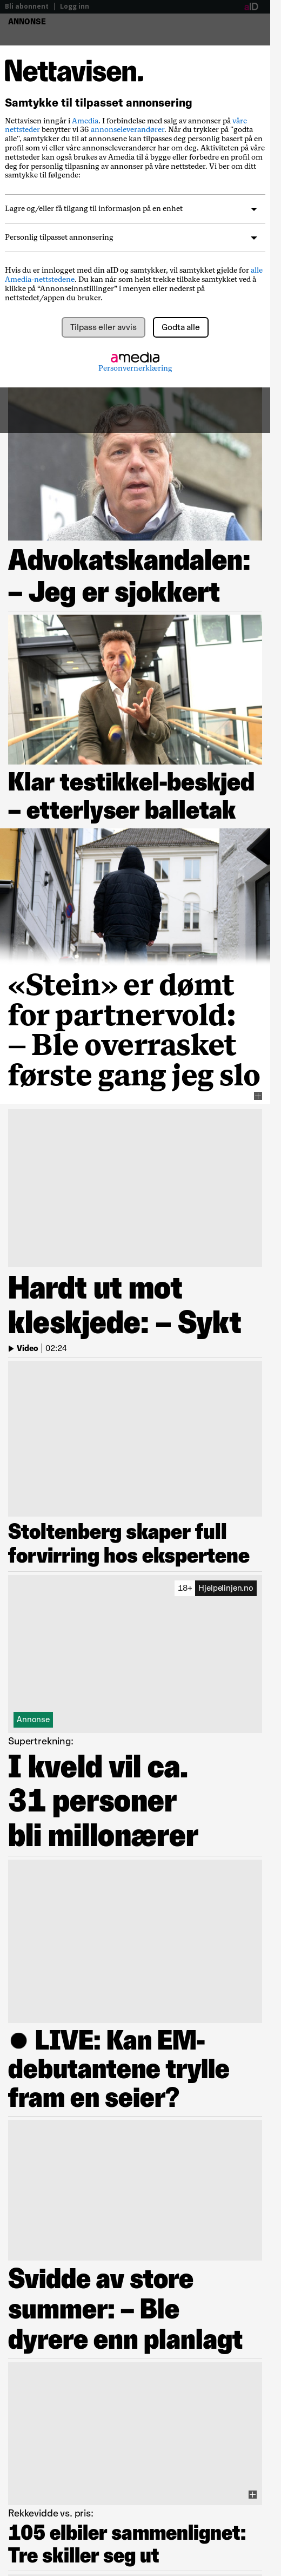 Bli abonnent | Logg inn
aID
ANNONSE
Nettavisen.
Samtykke til tilpasset annonsering
Nettavisen inngår i Amedia. I forbindelse med salg av annonser på våre
nettsteder benytter vi 36 annonseleverandører. Når du trykker på "godta
alle", samtykker du til at annonsene kan tilpasses deg personlig basert på en
profil som vi eller våre annonseleverandører har om deg. Aktiviteten på våre
nettsteder kan også brukes av Amedia til å bygge eller forbedre en profil om
deg for personlig tilpasning av annonser på våre nettsteder. Vi ber om ditt
samtykke til følgende:
Lagre og/eller få tilgang til informasjon på en enhet
Personlig tilpasset annonsering
Hvis du er innlogget med din aID og samtykker, vil samtykket gjelde for alle
Amedia-nettstedene. Du kan når som helst trekke tilbake samtykket ved å
klikke på “Annonseinnstillinger” i menyen eller nederst på
nettstedet/appen du bruker.
Tilpass eller avvis
Godta alle
amedia
Personvernerklæring
Advokatskandalen:
– Jeg er sjokkert
Klar testikkel-beskjed
– etterlyser balletak
«Stein» er dømt
for partnervold:
– Ble overrasket
første gang jeg slo
Hardt ut mot
kleskjede: – Sykt
Video | 02:24
Stoltenberg skaper full
forvirring hos ekspertene
18+ Hjelpelinjen.no
Annonse
Supertrekning:
I kveld vil ca.
31 personer
bli millonærer
● LIVE: Kan EM-
debutantene trylle
fram en seier?
Svidde av store
summer: – Ble
dyrere enn planlagt
Rekkevidde vs. pris:
105 elbiler sammenlignet:
Tre skiller seg ut